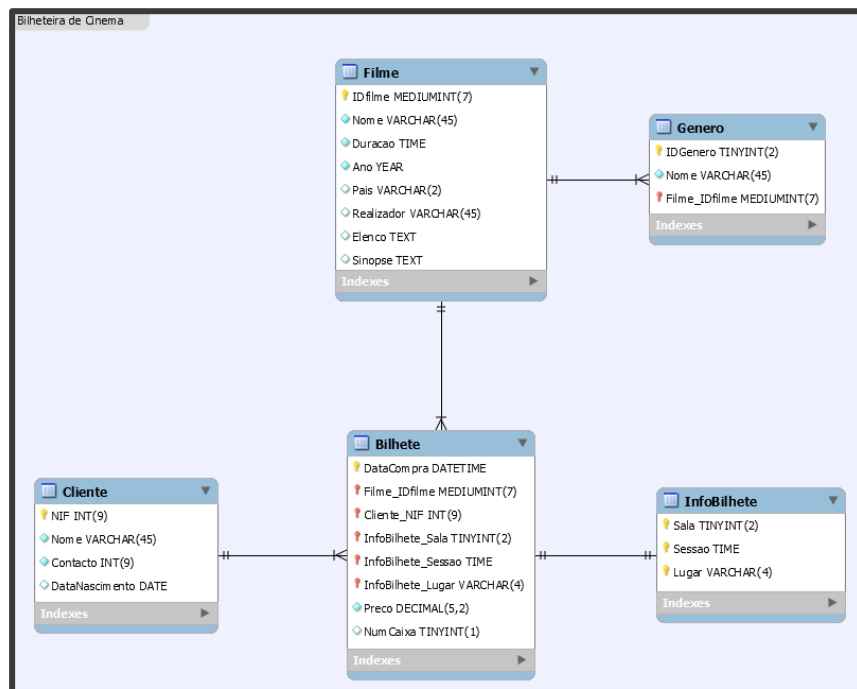 Bilheteira de Cinema
Filme
IDfilme MEDIUMINT(7)
Nome VARCHAR(45)
Duracao TIME
Ano YEAR
Pais VARCHAR(2)
Realizador VARCHAR(45)
Elenco TEXT
Sinopse TEXT
Indexes
Genero
IDGenero TINYINT(2)
Nome VARCHAR(45)
Filme_IDfilme MEDIUMINT(7)
Indexes
Cliente
NIF INT(9)
Nome VARCHAR(45)
Contacto INT(9)
DataNascimento DATE
Indexes
Bilhete
DataCompra DATETIME
Filme_IDfilme MEDIUMINT(7)
Cliente_NIF INT(9)
InfoBilhete_Sala TINYINT(2)
InfoBilhete_Sessao TIME
InfoBilhete_Lugar VARCHAR(4)
Preco DECIMAL(5,2)
NumCaixa TINYINT(1)
Indexes
InfoBilhete
Sala TINYINT(2)
Sessao TIME
Lugar VARCHAR(4)
Indexes